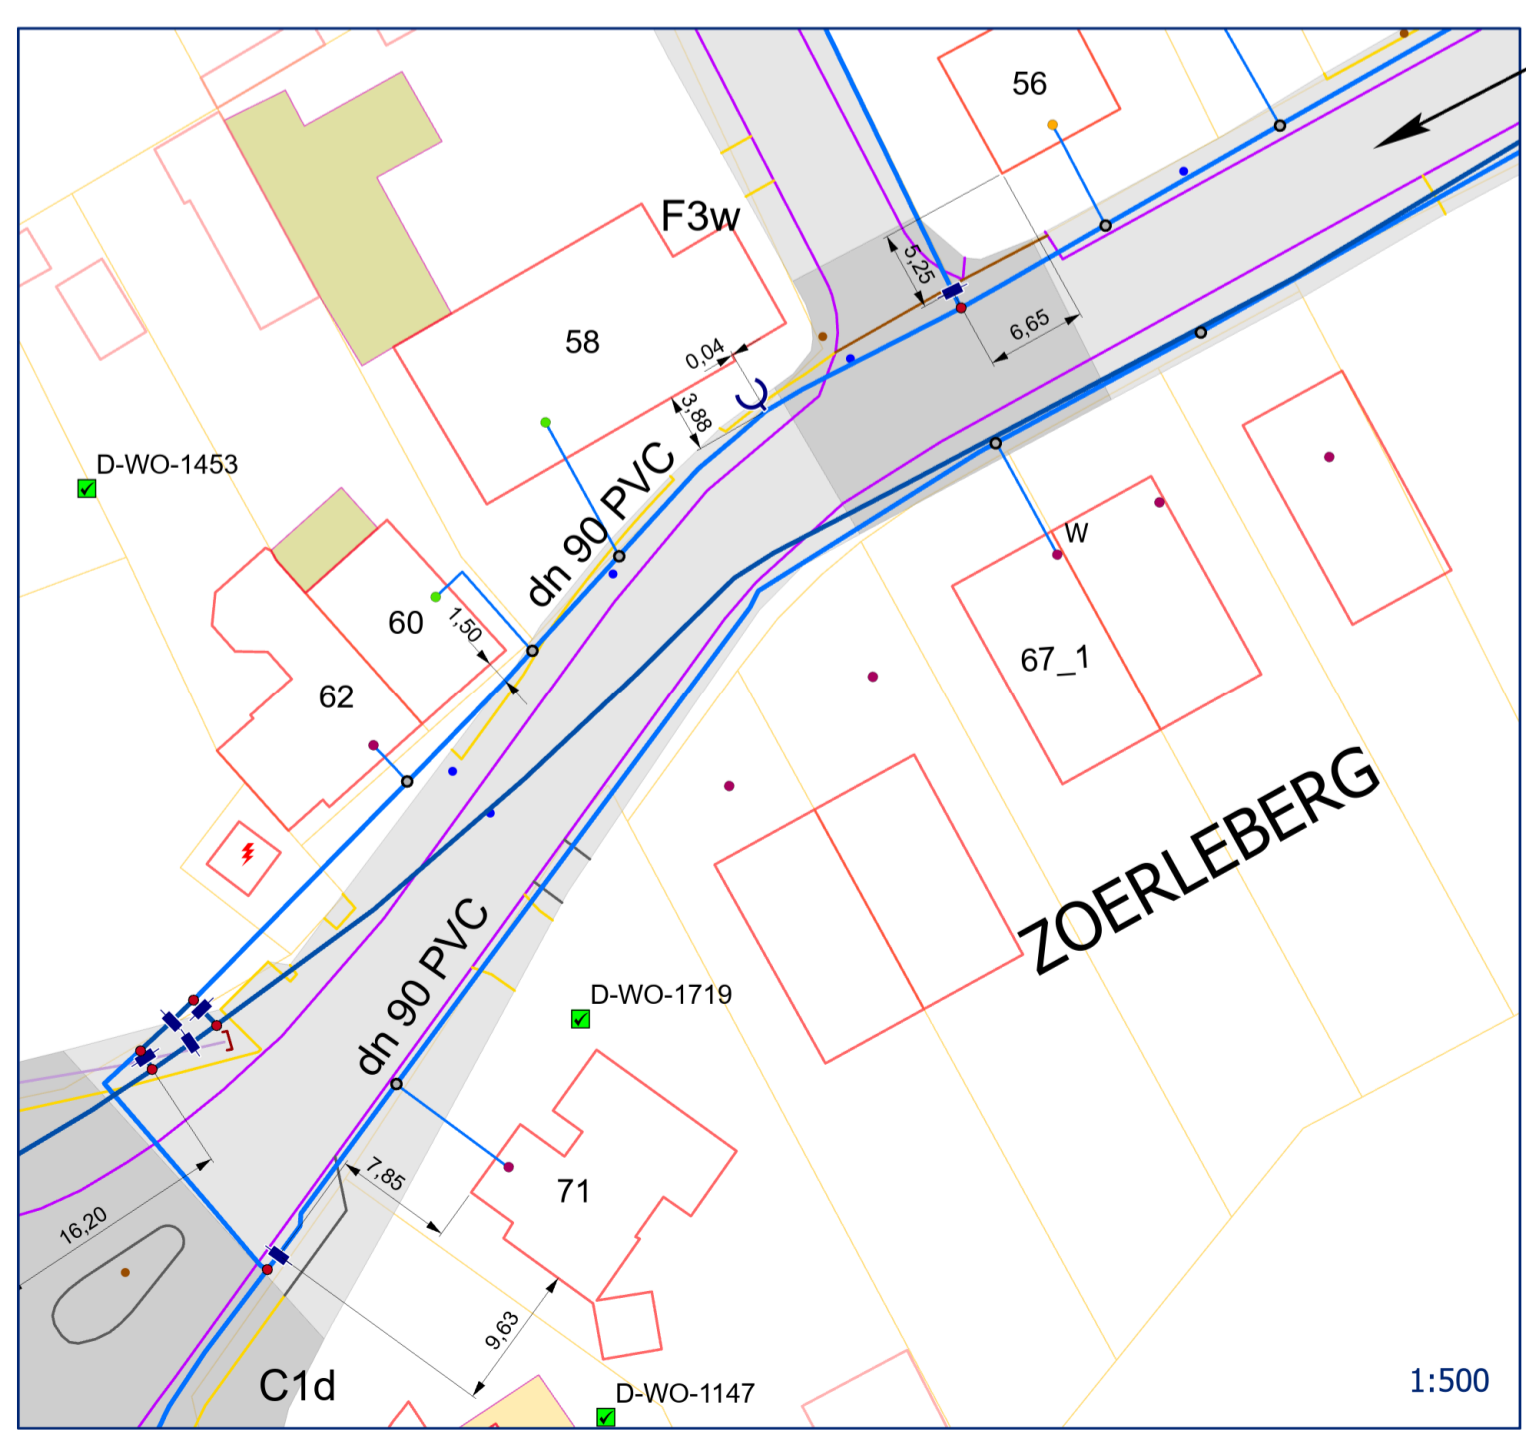 56
F3w
5,25
58
6,65
0,04
3,88
D-WO-1453
dn 90 PVC
W
60
1,50
67_1
62
ZOERLEBERG
dn 90 PVC
D-WO-1719
7,85
71
16,20
9,63
C1d
D-WO-1147
1:500